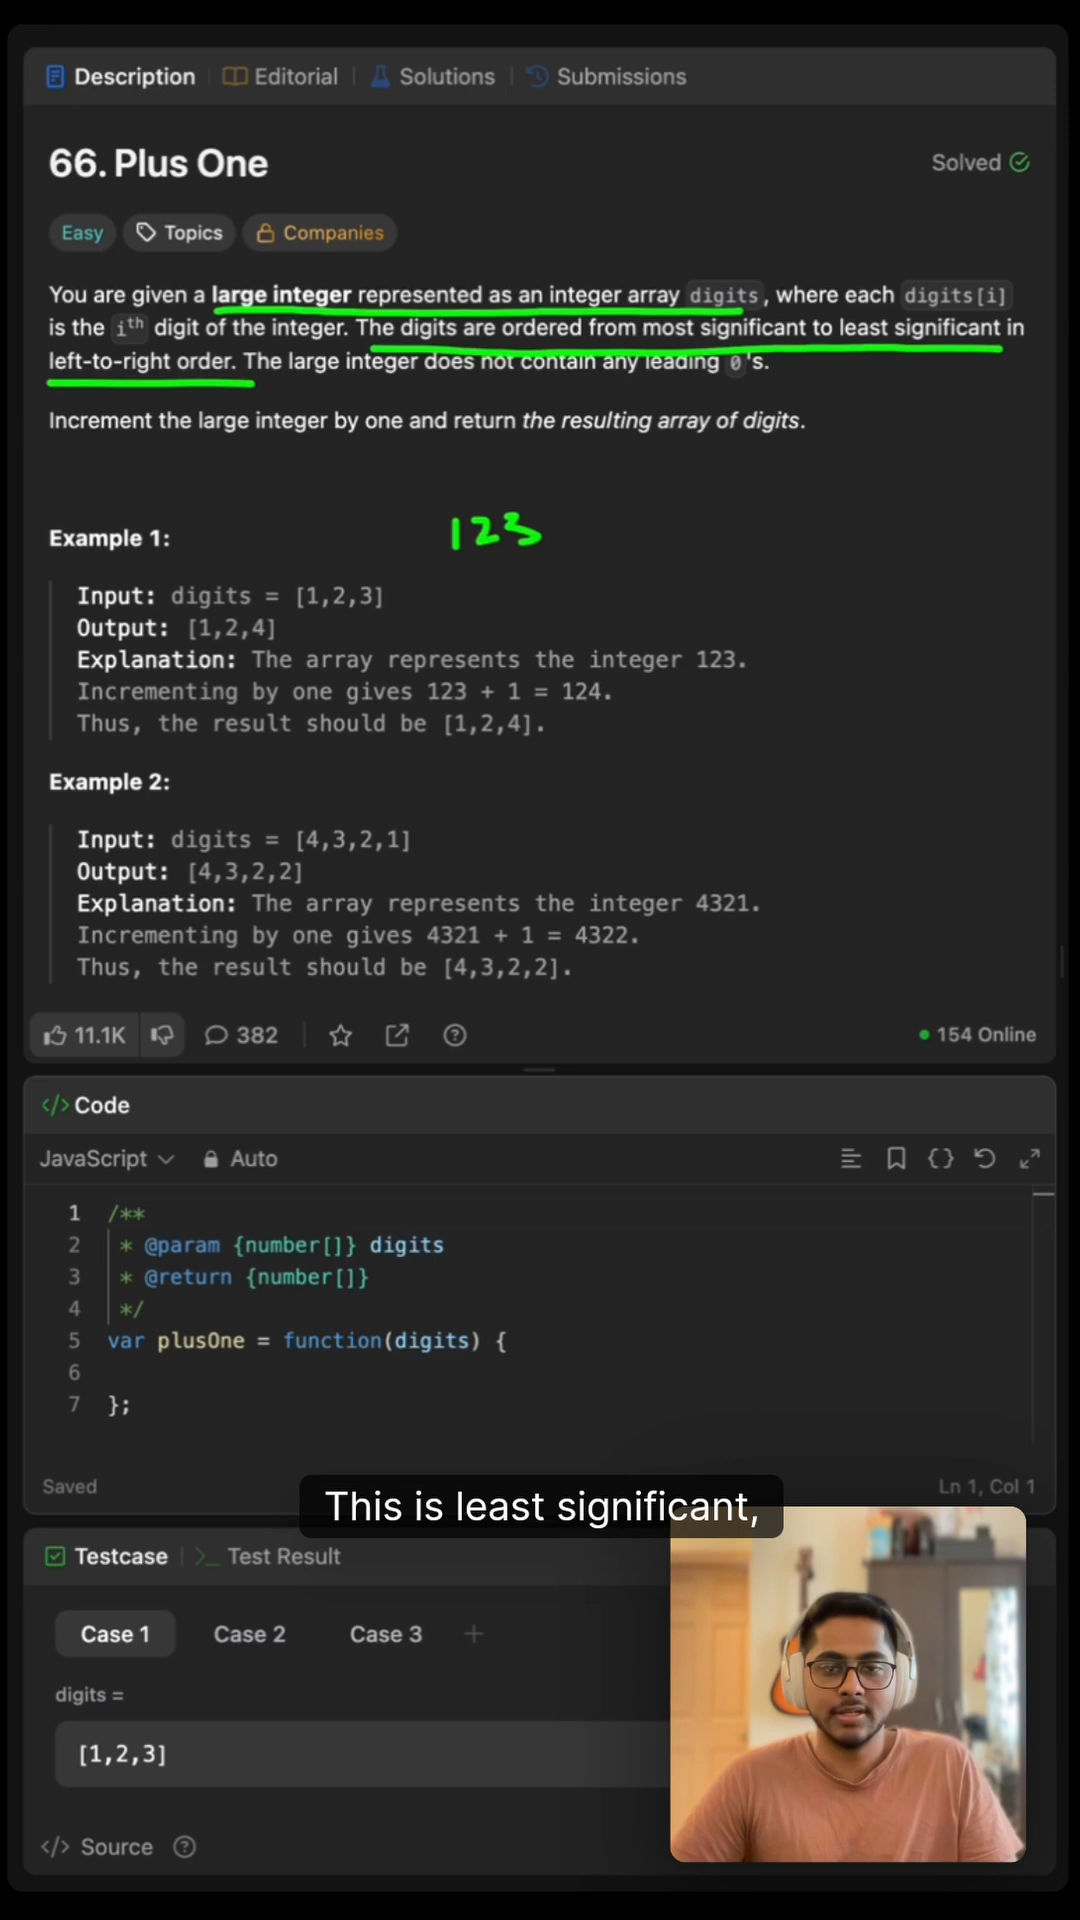 Description Editorial Solutions Submissions
66. Plus One
Solved
Easy Topics Companies
You are given a large integer represented as an integer array digits, where each digits[i]
is the ith digit of the integer. The digits are ordered from most significant to least significant in
left-to-right order. The large integer does not contain any leading 0's.
Increment the large integer by one and return the resulting array of digits.
123
Example 1:
Input: digits = [1,2,3]
Output: [1,2,4]
Explanation: The array represents the integer 123.
Incrementing by one gives 123 + 1 = 124.
Thus, the result should be [1,2,4].
Example 2:
Input: digits = [4,3,2,1]
Output: [4,3,2,2]
Explanation: The array represents the integer 4321.
Incrementing by one gives 4321 + 1 = 4322.
Thus, the result should be [4,3,2,2].
11.1K 382 154 Online
</> Code
JavaScript Auto
1 /**
2 * @param {number[]} digits
3 * @return {number[]}
4 */
5 var plusOne = function(digits) {
6
7 };
Saved Ln 1, Col 1
This is least significant,
Testcase >_ Test Result
Case 1 Case 2 Case 3 +
digits =
[1,2,3]
</> Source